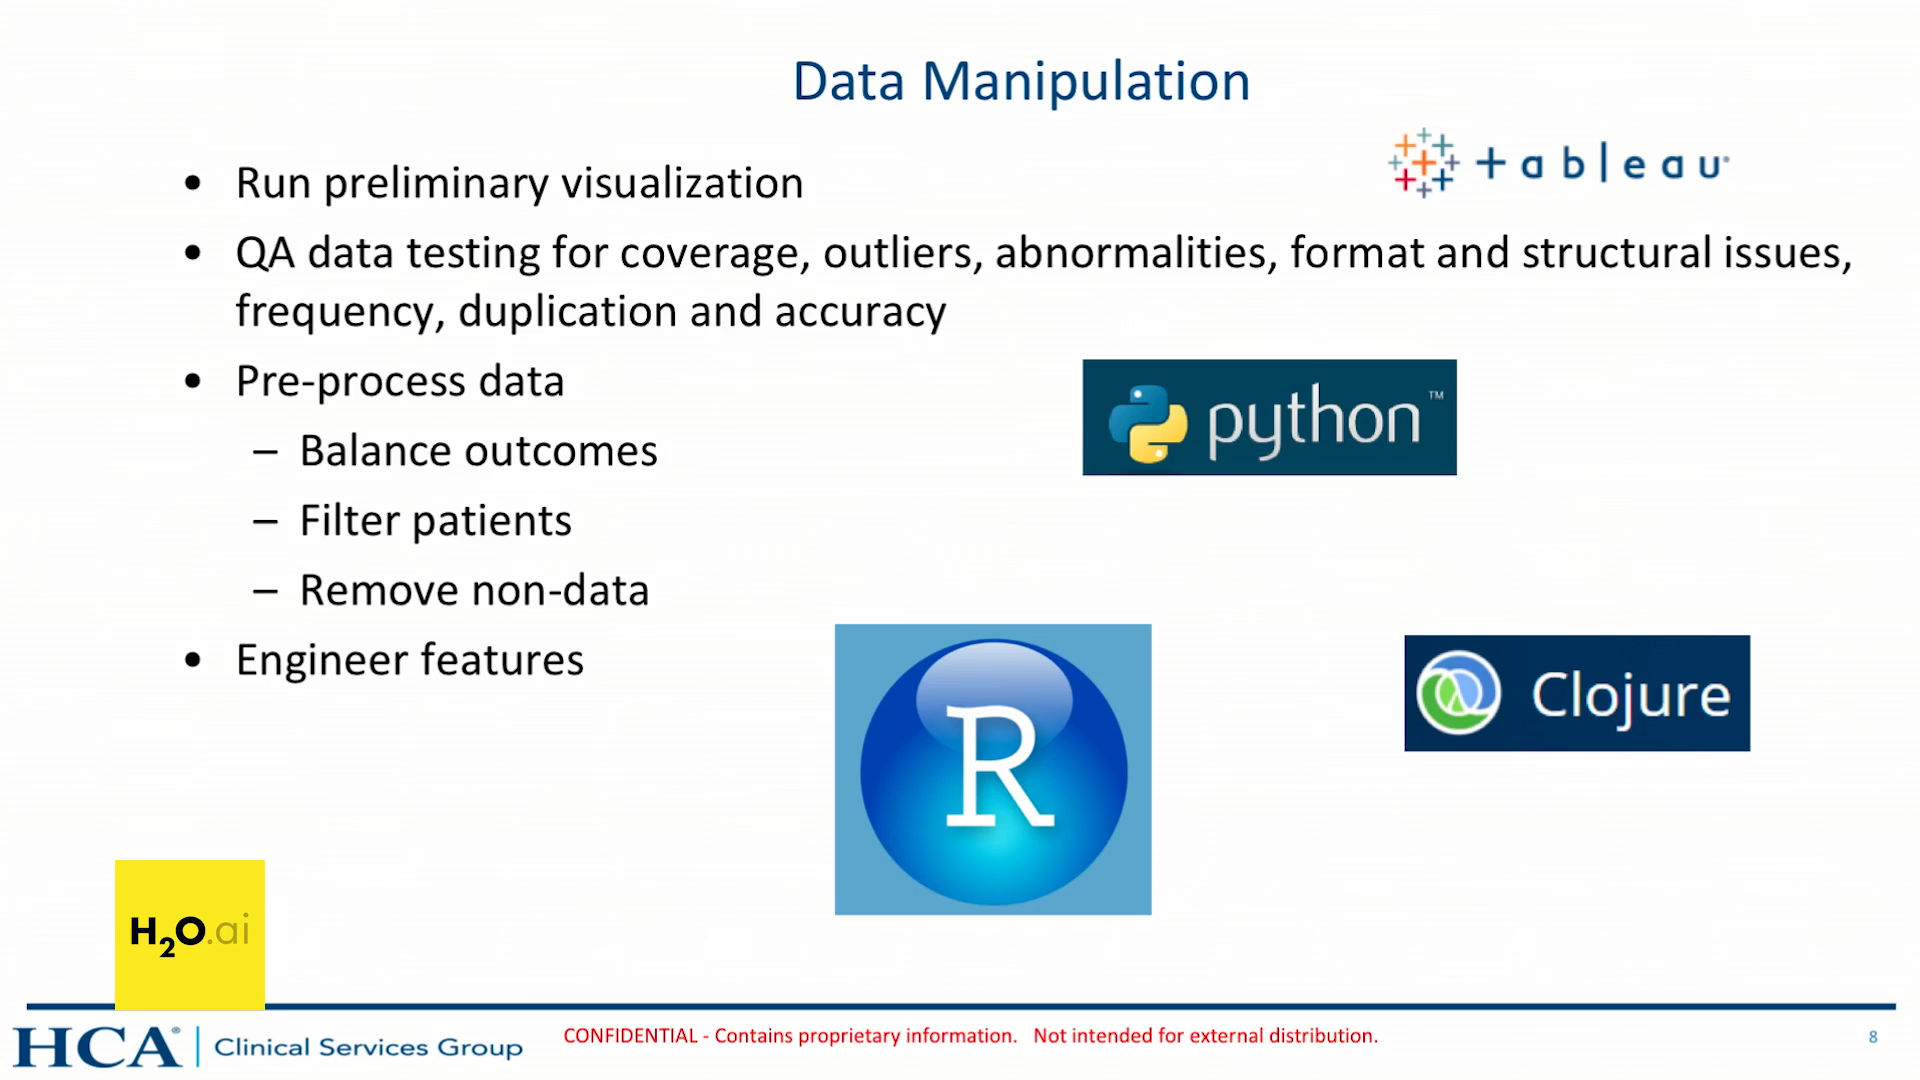 Data Manipulation
+ableau
• Run preliminary visualization
• QA data testing for coverage, outliers, abnormalities, format and structural issues,
frequency, duplication and accuracy
• Pre-process data
python™
– Balance outcomes
– Filter patients
– Remove non-data
• Engineer features
R
Clojure
H2O.ai
HCA® Clinical Services Group
CONFIDENTIAL - Contains proprietary information. Not intended for external distribution.
8